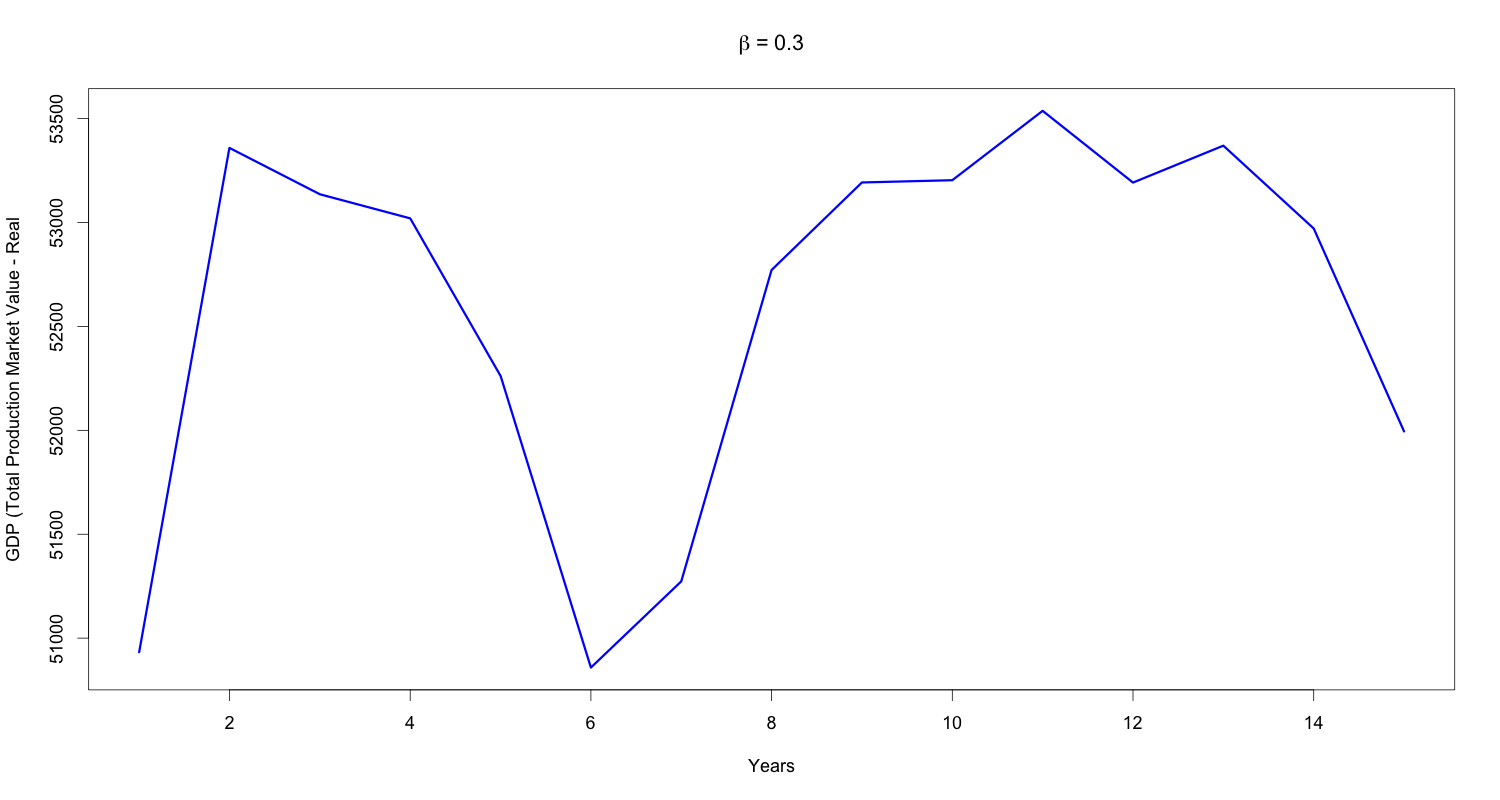 β = 0.3
GDP (Total Production Market Value - Real
53500
53000
52500
52000
51500
51000
2 4 6 8 10 12 14
Years